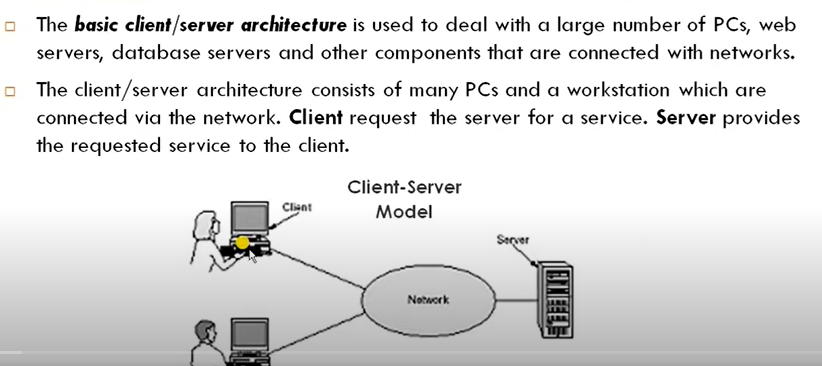 The basic client/server architecture is used to deal with a large number of PCs, web
servers, database servers and other components that are connected with networks.
The client/server architecture consists of many PCs and a workstation which are
connected via the network. Client request the server for a service. Server provides
the requested service to the client.
Client-Server
Model
Client
Server
Network